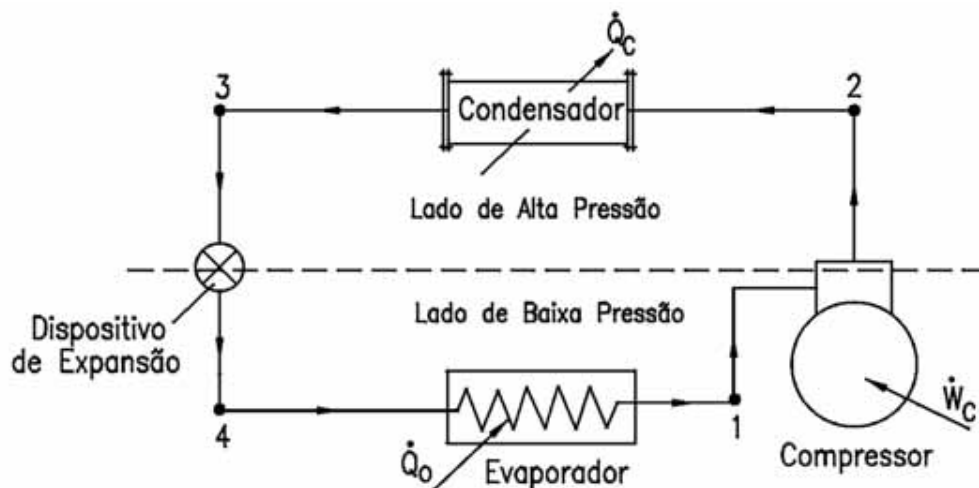 Q̇c
3
Condensador
2
Lado de Alta Pressão
Lado de Baixa Pressão
Dispositivo
de Expansão
Ẇc
4
Q̇o
Evaporador
1
Compressor